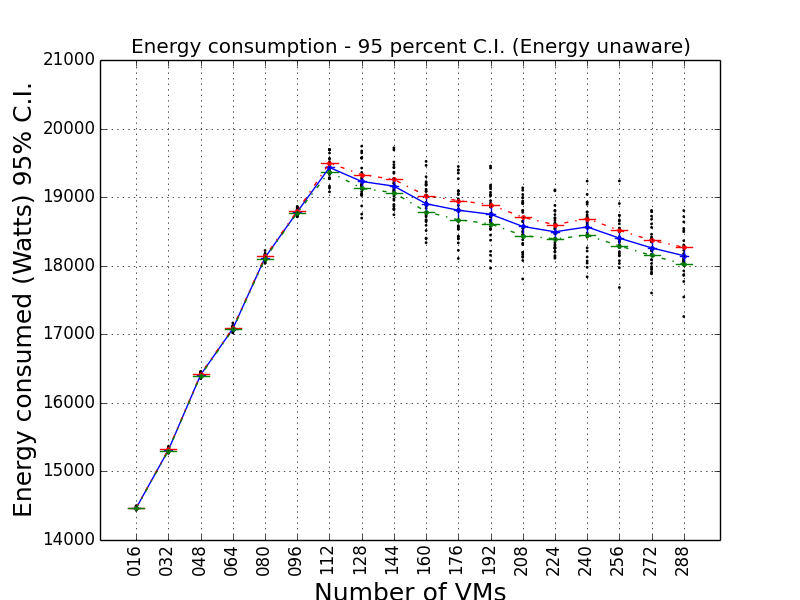 Energy consumption - 95 percent C.I. (Energy unaware)
Energy consumed (Watts) 95% C.I.
21000
20000
19000
18000
17000
16000
15000
14000
016 032 048 064 080 096 112 128 144 160 176 192 208 224 240 256 272 288
Number of VMs